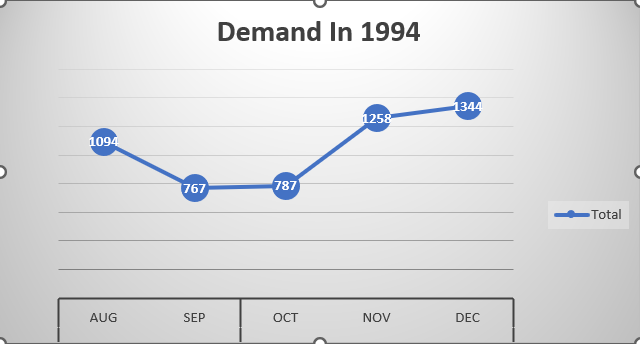 Demand In 1994
1094
767
787
1258
1344
Total
AUG SEP OCT NOV DEC